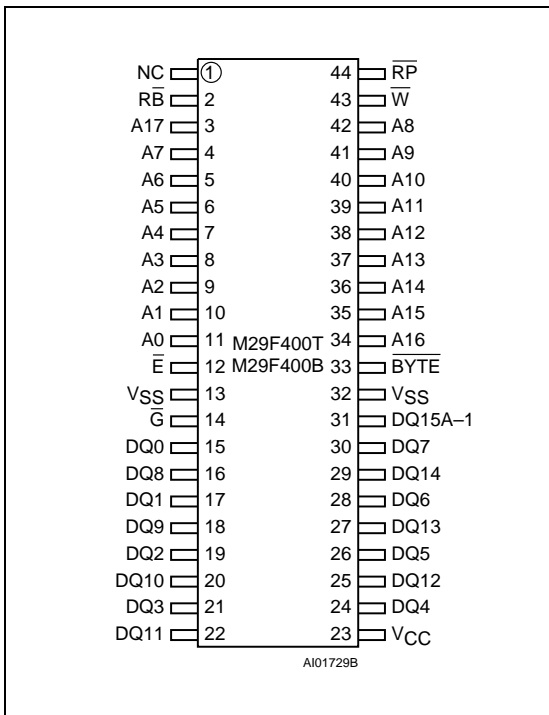 NC 1 44 R̅P̅
RB̅ 2 43 W̅
A17 3 42 A8
A7 4 41 A9
A6 5 40 A10
A5 6 39 A11
A4 7 38 A12
A3 8 37 A13
A2 9 36 A14
A1 10 35 A15
A0 11 M29F400T 34 A16
E̅ 12 M29F400B 33 B̅Y̅T̅E̅
VSS 13 32 VSS
G̅ 14 31 DQ15A–1
DQ0 15 30 DQ7
DQ8 16 29 DQ14
DQ1 17 28 DQ6
DQ9 18 27 DQ13
DQ2 19 26 DQ5
DQ10 20 25 DQ12
DQ3 21 24 DQ4
DQ11 22 23 VCC
AI01729B